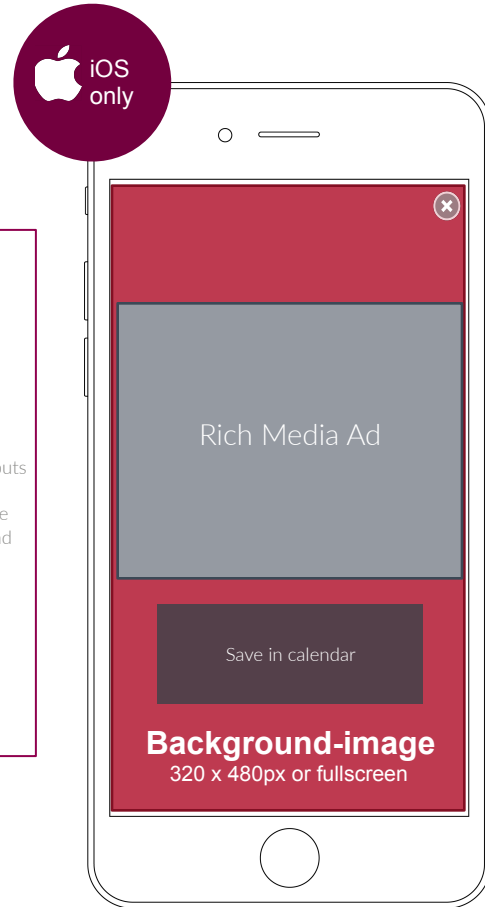 iOS
only
Rich Media Ad
Save in calendar
Background-image
320 x 480px or fullscreen